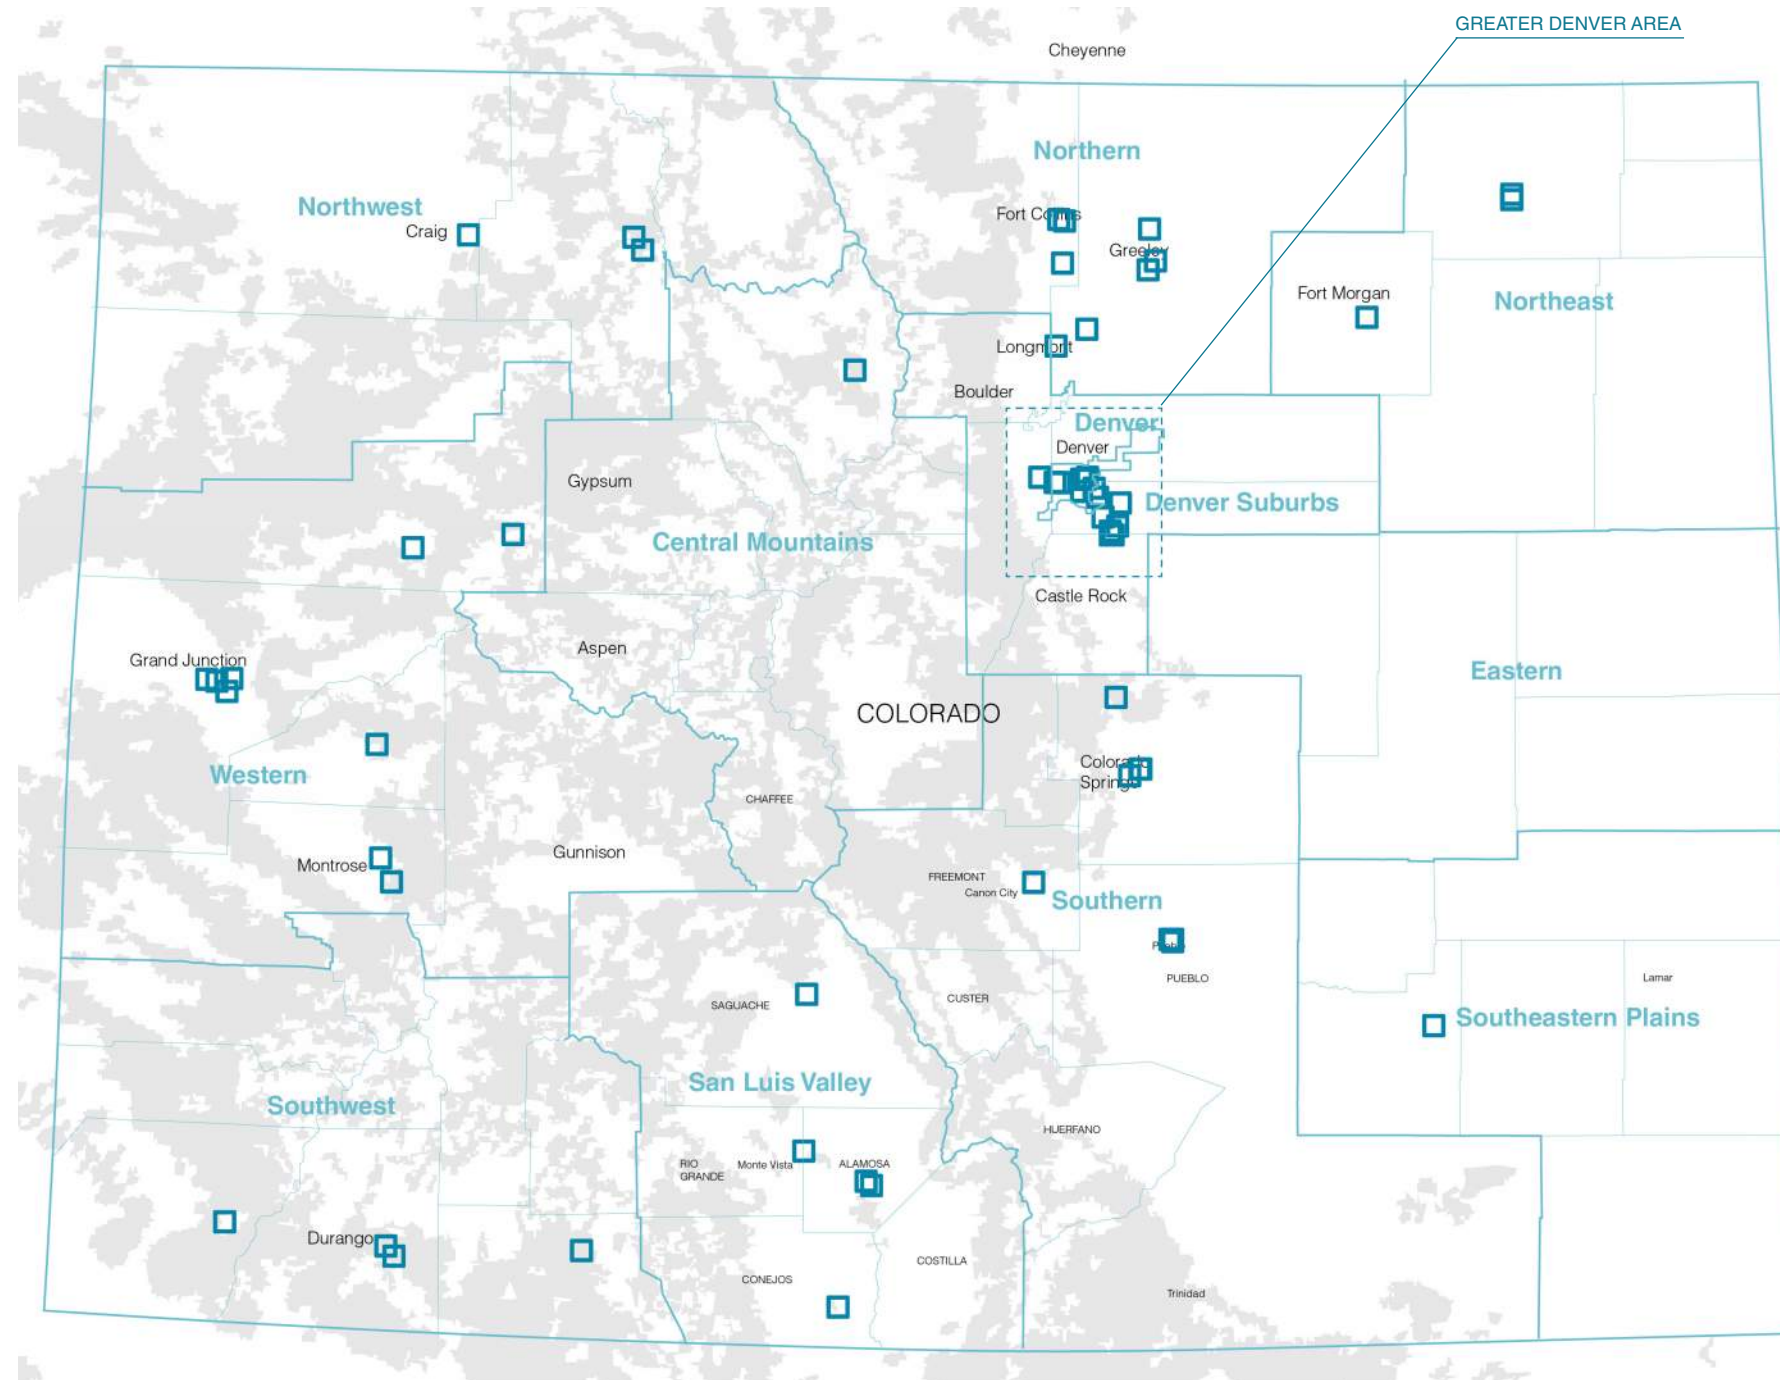 GREATER DENVER AREA
Cheyenne
Northern
Northwest
Craig
Fort Collins
Greeley
Fort Morgan
Northeast
Longmont
Boulder
Denver
Denver
Gypsum
Denver Suburbs
Central Mountains
Castle Rock
Aspen
Grand Junction
Eastern
COLORADO
Colorado
Springs
Western
CHAFFEE
Gunnison
Montrose
FREEMONT
Canon City
Southern
Pueblo
PUEBLO
Lamar
SAGUACHE
CUSTER
Southeastern Plains
San Luis Valley
Southwest
HUERFANO
RIO
GRANDE
Monte Vista
ALAMOSA
Durango
COSTILLA
CONEJOS
Trinidad